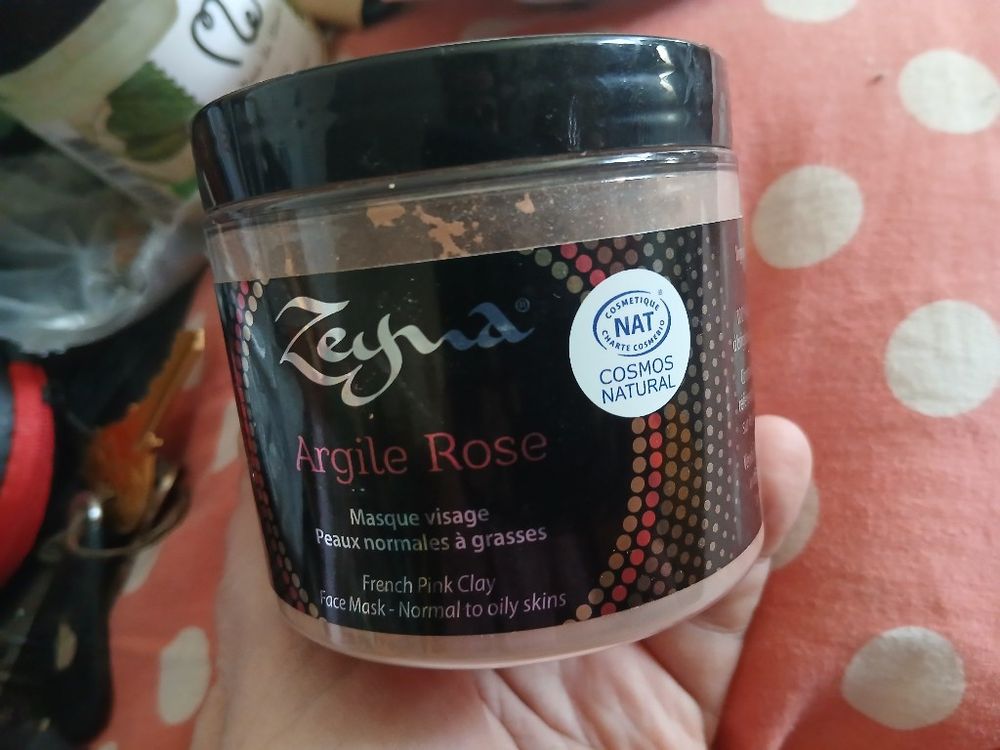 Zeyna®
COSMETIQUE
NAT
CHARTE COSMEBIO
COSMOS
NATURAL
Argile Rose
Masque visage
Peaux normales à grasses
French Pink Clay
Face Mask - Normal to oily skins